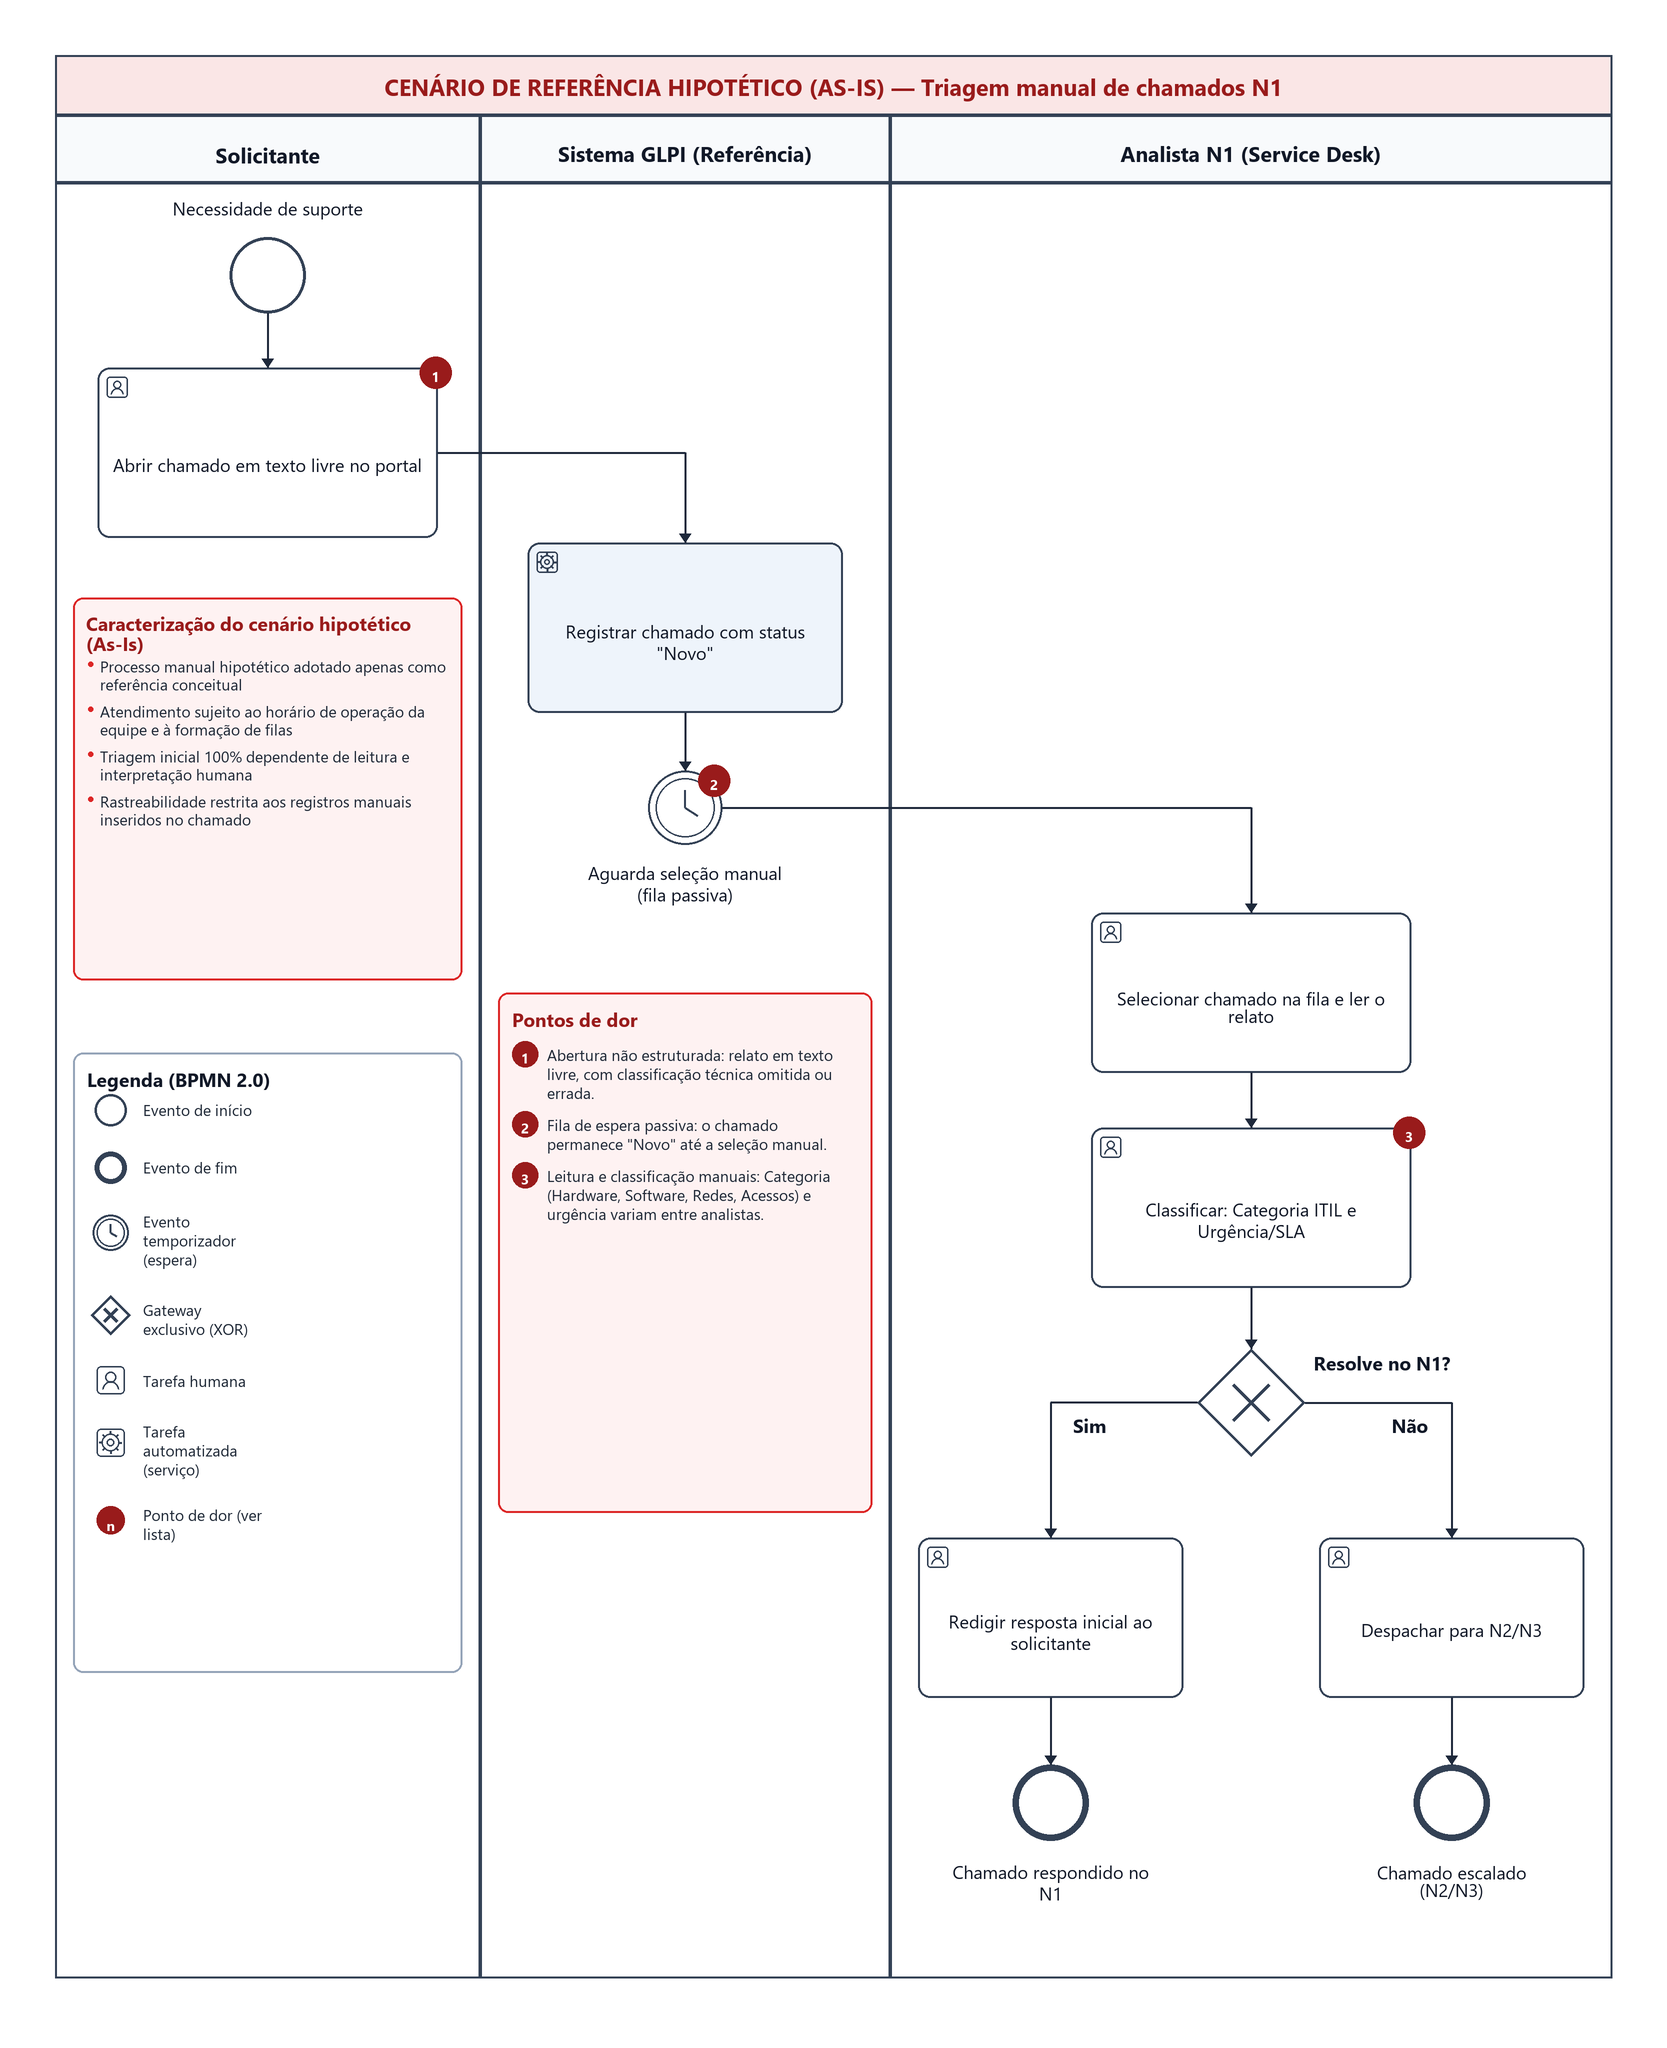 CENÁRIO DE REFERÊNCIA HIPOTÉTICO (AS-IS) — Triagem manual de chamados N1
Solicitante
Sistema GLPI (Referência)
Analista N1 (Service Desk)
Necessidade de suporte
1
Abrir chamado em texto livre no portal
Registrar chamado com status
"Novo"
2
Aguarda seleção manual
(fila passiva)
Caracterização do cenário hipotético
(As-Is)
• Processo manual hipotético adotado apenas como
referência conceitual
• Atendimento sujeito ao horário de operação da
equipe e à formação de filas
• Triagem inicial 100% dependente de leitura e
interpretação humana
• Rastreabilidade restrita aos registros manuais
inseridos no chamado
Legenda (BPMN 2.0)
Evento de início
Evento de fim
Evento
temporizador
(espera)
Gateway
exclusivo (XOR)
Tarefa humana
Tarefa
automatizada
(serviço)
n
Ponto de dor (ver
lista)
Pontos de dor
1 Abertura não estruturada: relato em texto
livre, com classificação técnica omitida ou
errada.
2 Fila de espera passiva: o chamado
permanece "Novo" até a seleção manual.
3 Leitura e classificação manuais: Categoria
(Hardware, Software, Redes, Acessos) e
urgência variam entre analistas.
Selecionar chamado na fila e ler o
relato
3
Classificar: Categoria ITIL e
Urgência/SLA
Resolve no N1?
Sim
Não
Redigir resposta inicial ao
solicitante
Despachar para N2/N3
Chamado respondido no
N1
Chamado escalado
(N2/N3)